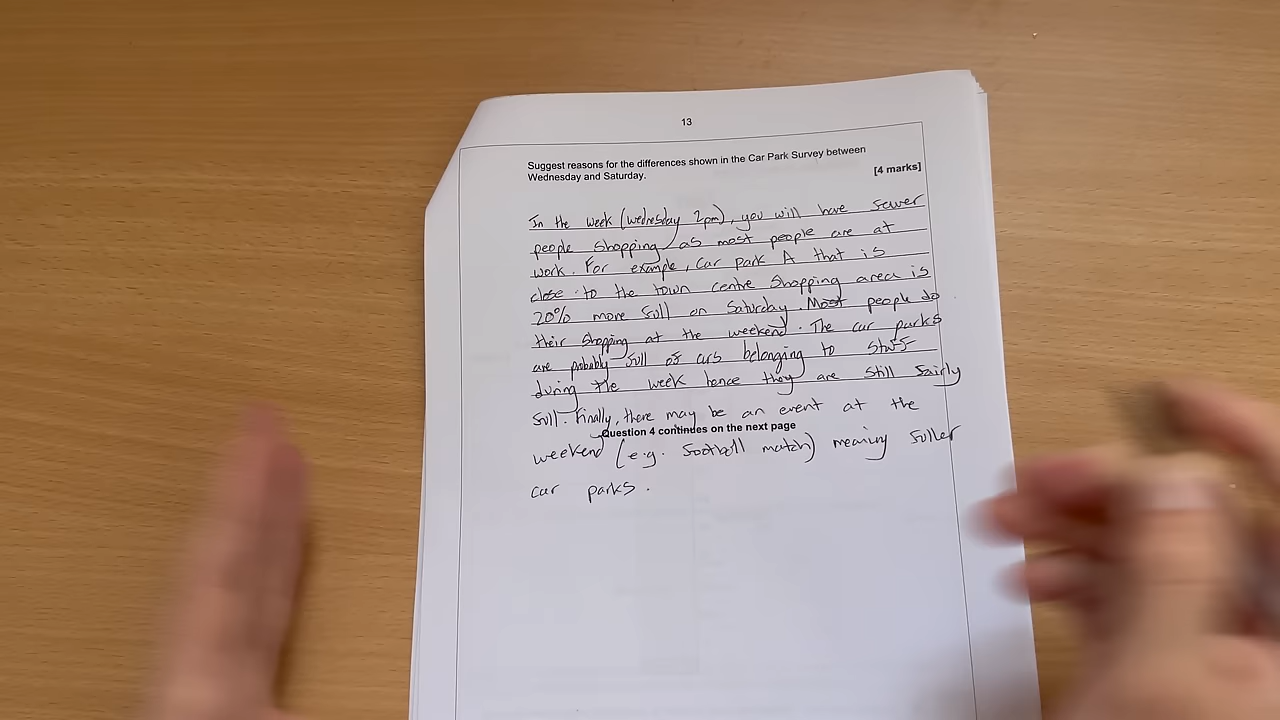 13
Suggest reasons for the differences shown in the Car Park Survey between
Wednesday and Saturday.
[4 marks]
In the week (Wednesday 2pm), you will have fewer
people shopping as most people are at
work. For example, car park A that is
close to the town centre shopping area is
20% more full on Saturday. Most people do
their shopping at the weekend. The car parks
are probably full of cars belonging to staff
during the week hence they are still fairly
full. Finally, there may be an event at the
Question 4 continues on the next page
weekend (e.g. football match) meaning fuller
car parks.